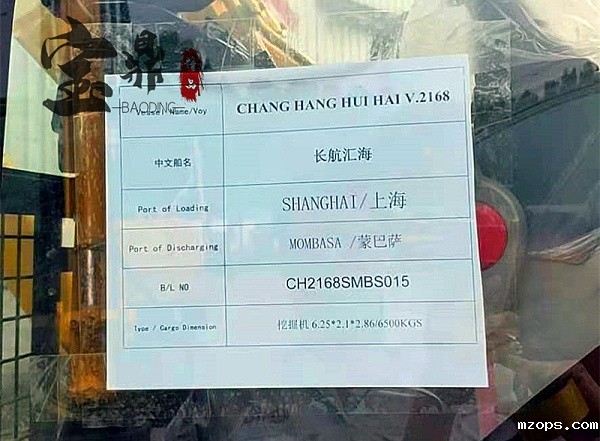 宝鼎
BAODING
Vessel Name/Voy CHANG HANG HUI HAI V.2168
中文船名 长航汇海
Port of Loading SHANGHAI/上海
Port of Discharging MOMBASA /蒙巴萨
B/L NO CH2168SMBS015
Type / Cargo Dimension 挖掘机 6.25*2.1*2.86/6500KGS
mzops.com